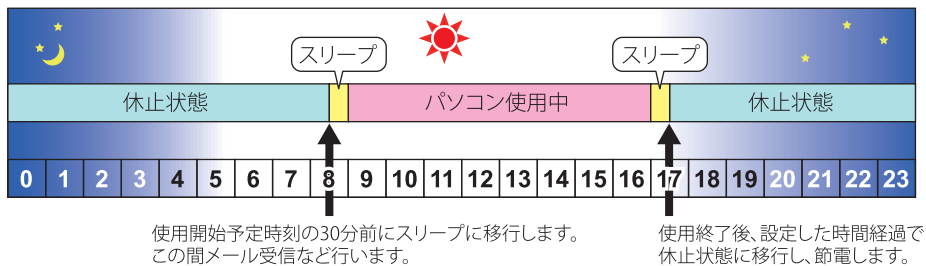 スリープ
スリープ
休止状態
パソコン使用中
休止状態
0 1 2 3 4 5 6 7 8 9 10 11 12 13 14 15 16 17 18 19 20 21 22 23
使用開始予定時刻の30分前にスリープに移行します。
この間メール受信など行います。
使用終了後、設定した時間経過で
休止状態に移行し、節電します。